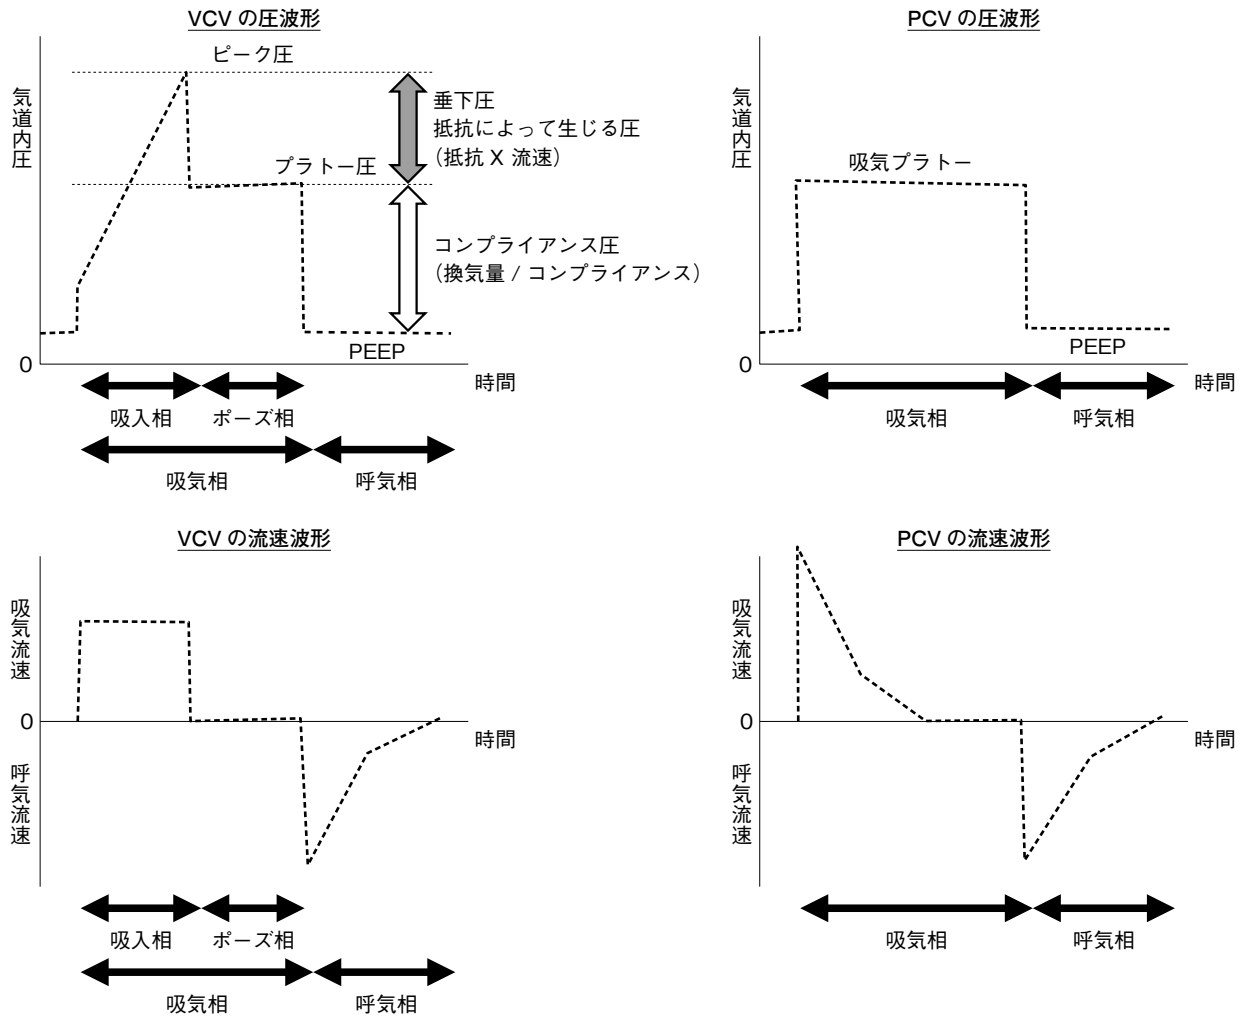 VCV の圧波形
気道内圧
ピーク圧
垂下圧
抵抗によって生じる圧
（抵抗 X 流速）
プラトー圧
コンプライアンス圧
（換気量 / コンプライアンス）
PEEP
0
時間
吸入相
ポーズ相
吸気相
呼気相
PCV の圧波形
気道内圧
吸気プラトー
PEEP
0
時間
吸気相
呼気相
VCV の流速波形
吸気流速
0
時間
呼気流速
吸入相
ポーズ相
吸気相
呼気相
PCV の流速波形
吸気流速
0
時間
呼気流速
吸気相
呼気相